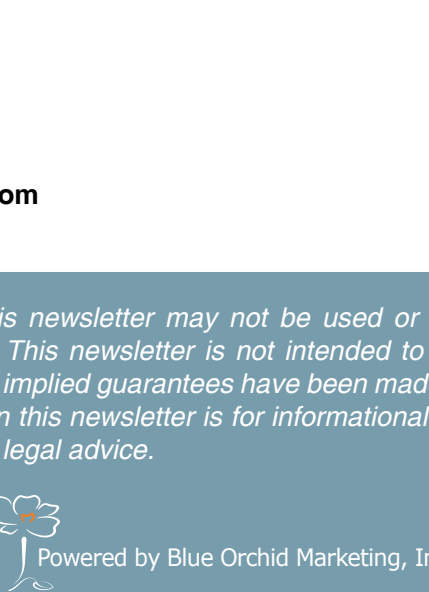 om
is newsletter may not be used or
This newsletter is not intended to
implied guarantees have been mad
n this newsletter is for informational
legal advice.
Powered by Blue Orchid Marketing, In